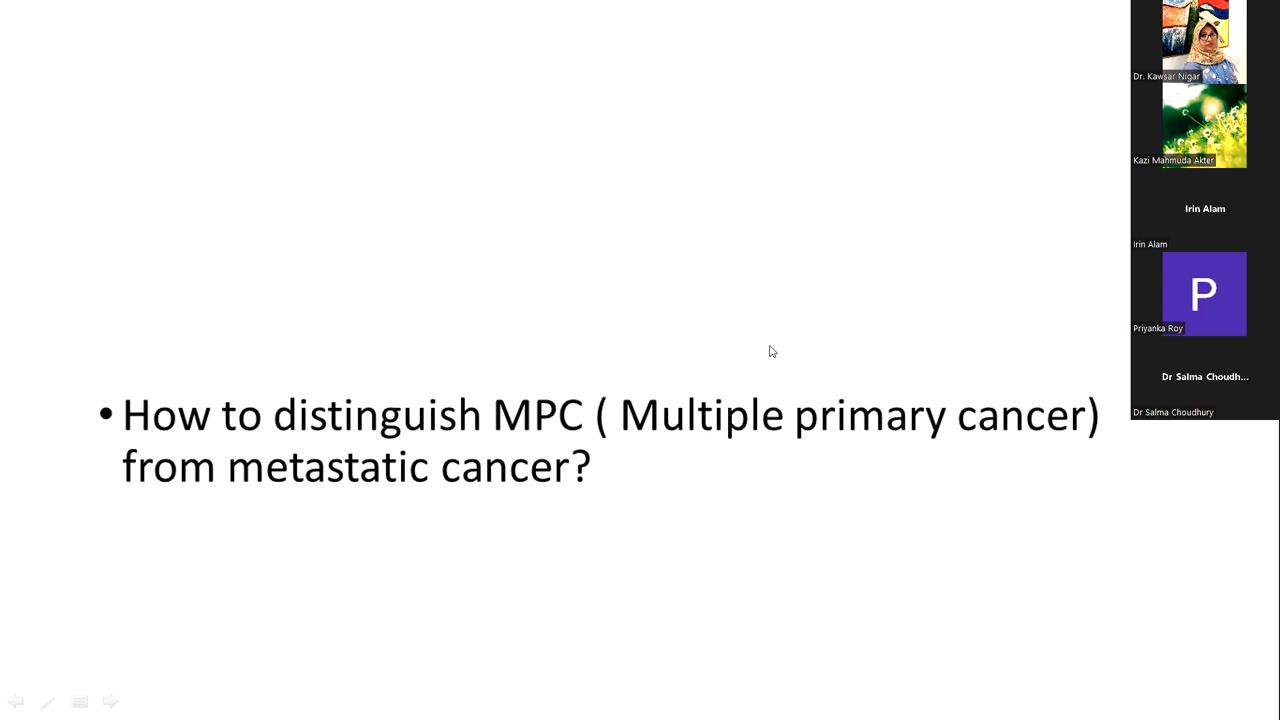 • How to distinguish MPC ( Multiple primary cancer)
from metastatic cancer?
Dr. Kawsar Nigar
Kazi Mahmuda Akter
Irin Alam
Irin Alam
P
Priyanka Roy
Dr Salma Choudh...
Dr Salma Choudhury